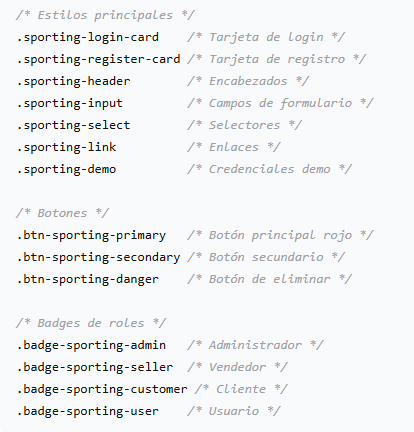 /* Estilos principales */
.sporting-login-card /* Tarjeta de login */
.sporting-register-card /* Tarjeta de registro */
.sporting-header /* Encabezados */
.sporting-input /* Campos de formulario */
.sporting-select /* Selectores */
.sporting-link /* Enlaces */
.sporting-demo /* Credenciales demo */
/* Botones */
.btn-sporting-primary /* Botón principal rojo */
.btn-sporting-secondary /* Botón secundario */
.btn-sporting-danger /* Botón de eliminar */
/* Badges de roles */
.badge-sporting-admin /* Administrador */
.badge-sporting-seller /* Vendedor */
.badge-sporting-customer /* Cliente */
.badge-sporting-user /* Usuario */